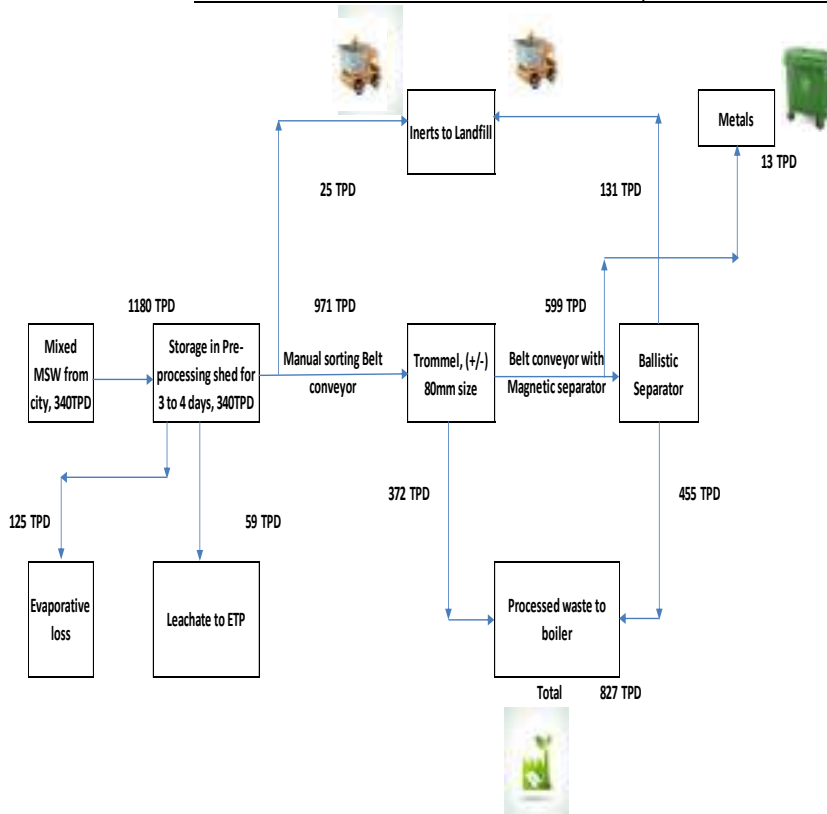 Inerts to Landfill
Metals
13 TPD
25 TPD
131 TPD
1180 TPD
971 TPD
599 TPD
Mixed
MSW from
city, 340TPD
Storage in Pre-
processing shed for
3 to 4 days, 340TPD
Manual sorting Belt
conveyor
Trommel, (+/-)
80mm size
Belt conveyor with
Magnetic separator
Ballistic
Separator
372 TPD
455 TPD
125 TPD
59 TPD
Evaporative
loss
Leachate to ETP
Processed waste to
boiler
Total 827 TPD